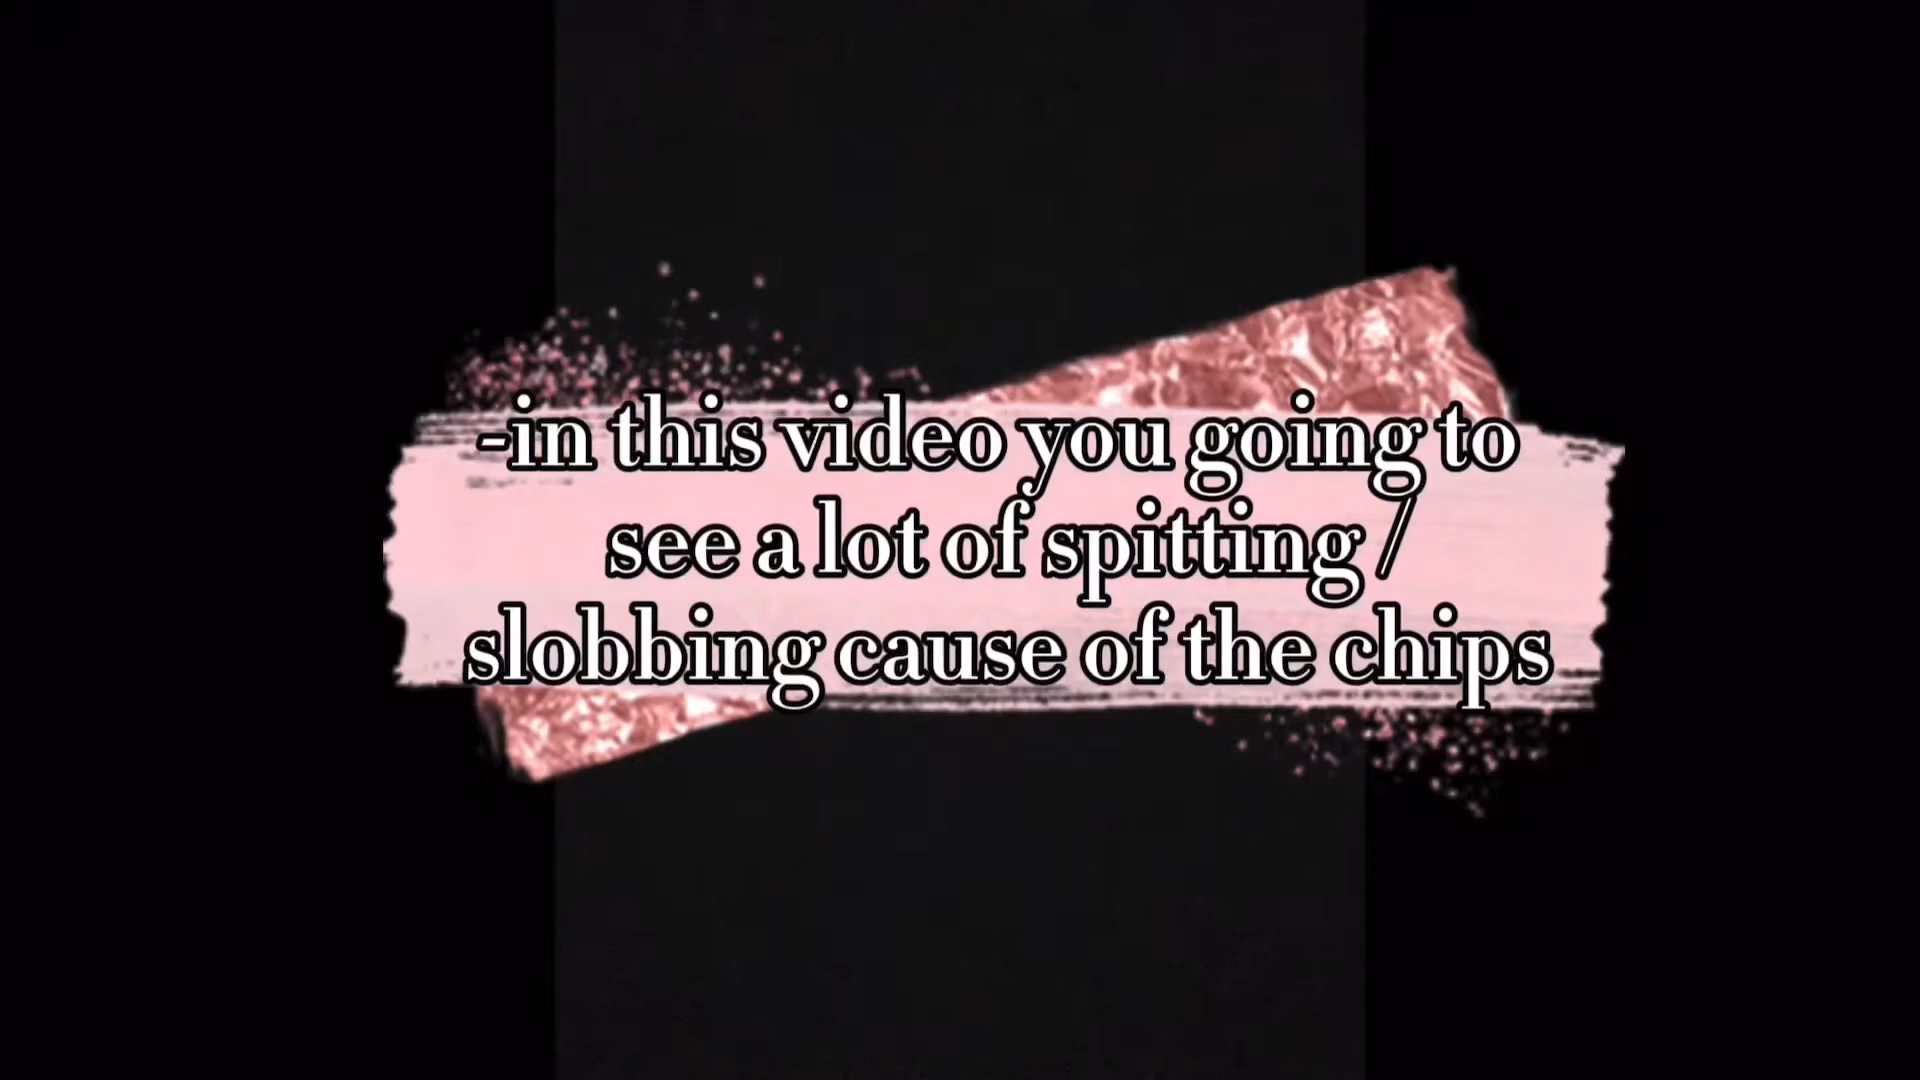 -in this video you going to
see a lot of spitting /
slobbing cause of the chips